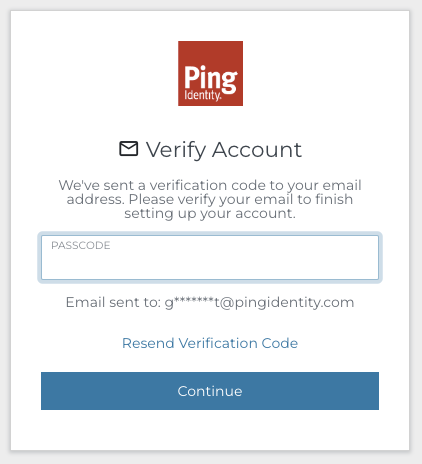 Ping
Identity.
Verify Account
We've sent a verification code to your email
address. Please verify your email to finish
setting up your account.
PASSCODE
Email sent to: g*******t@pingidentity.com
Resend Verification Code
Continue